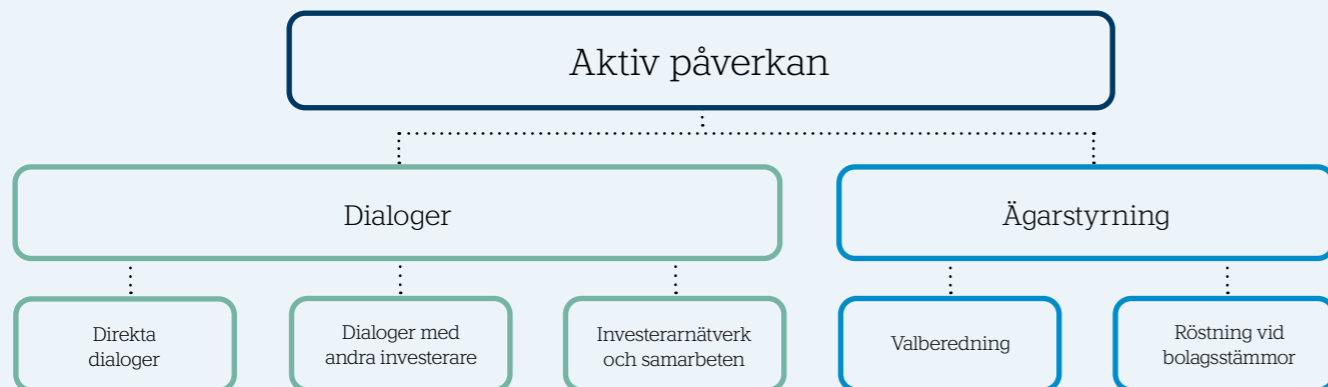 Aktiv påverkan
Dialoger
Ägarstyrning
Direkta
dialoger
Dialoger med
andra investerare
Investerarnätverk
och samarbeten
Valberedning
Röstning vid
bolagsstämmor